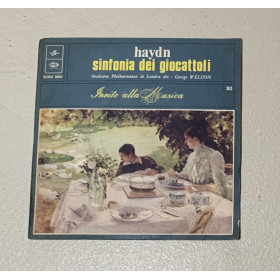 haydn
sinfonia dei giocattoli
Orchestra Philharmonia di Londra dir. George WELDON
Invito alla Musica